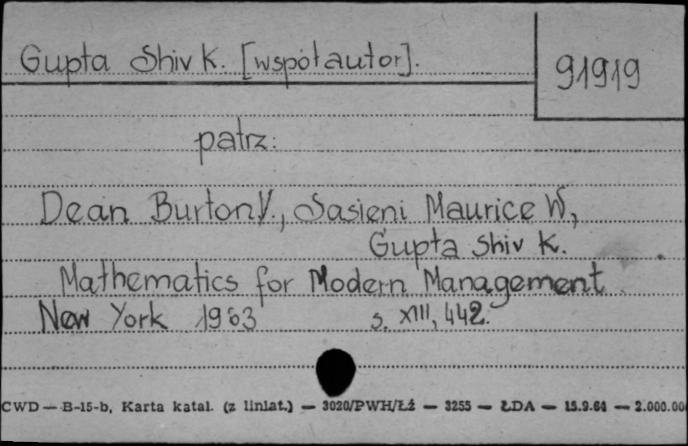 Gupta Shiv K. [współautor].
91919
patrz:
Dean Burton V., Sasieni Maurice W,
Gupta Shiv K.
Mathematics for Modern Management
New York 1963 s. XIII, 442.
CWD — B-15-b, Karta katal. (z liniat.) — 3020/PWH/Łź — 3255 — ŁDA — 15.9.64 — 2.000.00